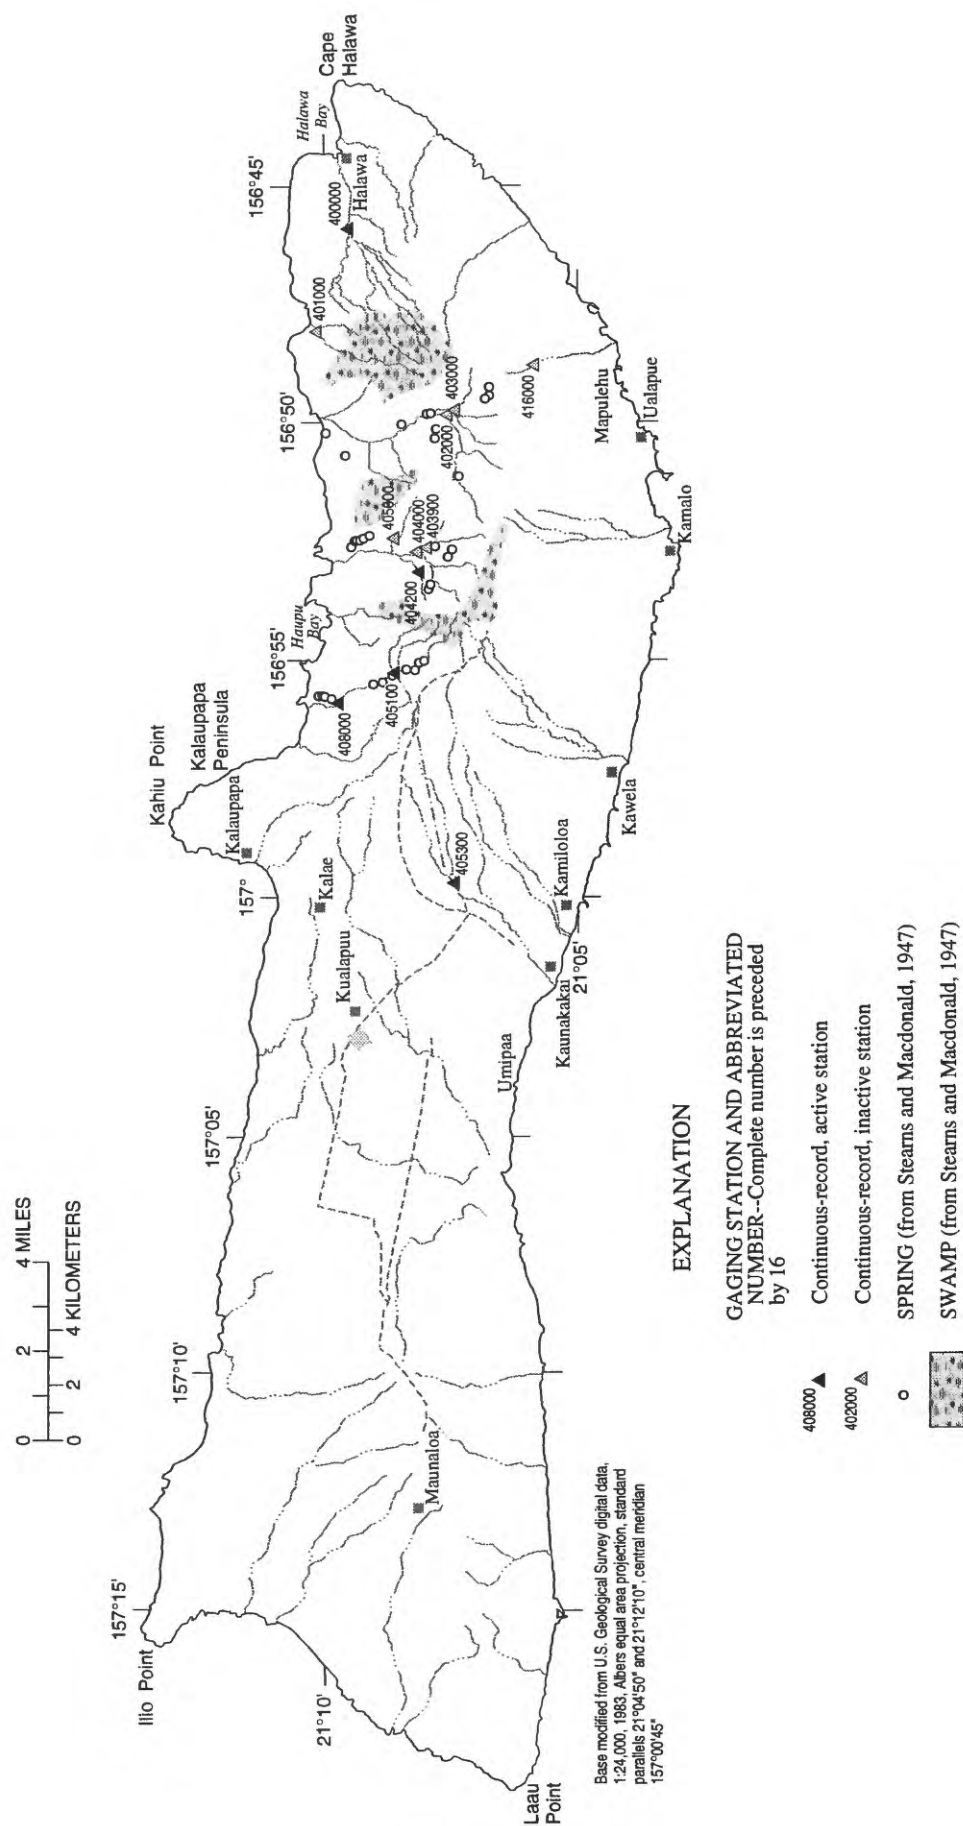 0 2 4 MILES
0 2 4 KILOMETERS
Ilio Point
157°15'
157°10'
157°05'
157°
Kahiu Point
Kalaupapa
Peninsula
Kalaupapa
156°55'
Haupu
Bay
156°50'
156°45'
Halawa
Bay
Cape
Halawa
Halawa
400000
401000
403000
402000
416000
405800
404000
403900
404200
405100
408000
405300
Kalae
Kualapuu
Maunaloa
Mapulehu
Ualapue
Kamalo
Kawela
Kamiloloa
Kaunakakai
Umipaa
21°05'
21°10'
Laau
Point
Base modified from U.S. Geological Survey digital data,
1:24,000, 1983, Albers equal area projection, standard
parallels 21°04'50" and 21°12'10", central meridian
157°00'45"
EXPLANATION
GAGING STATION AND ABBREVIATED
NUMBER--Complete number is preceded
by 16
408000 Continuous-record, active station
402000 Continuous-record, inactive station
SPRING (from Stearns and Macdonald, 1947)
SWAMP (from Stearns and Macdonald, 1947)